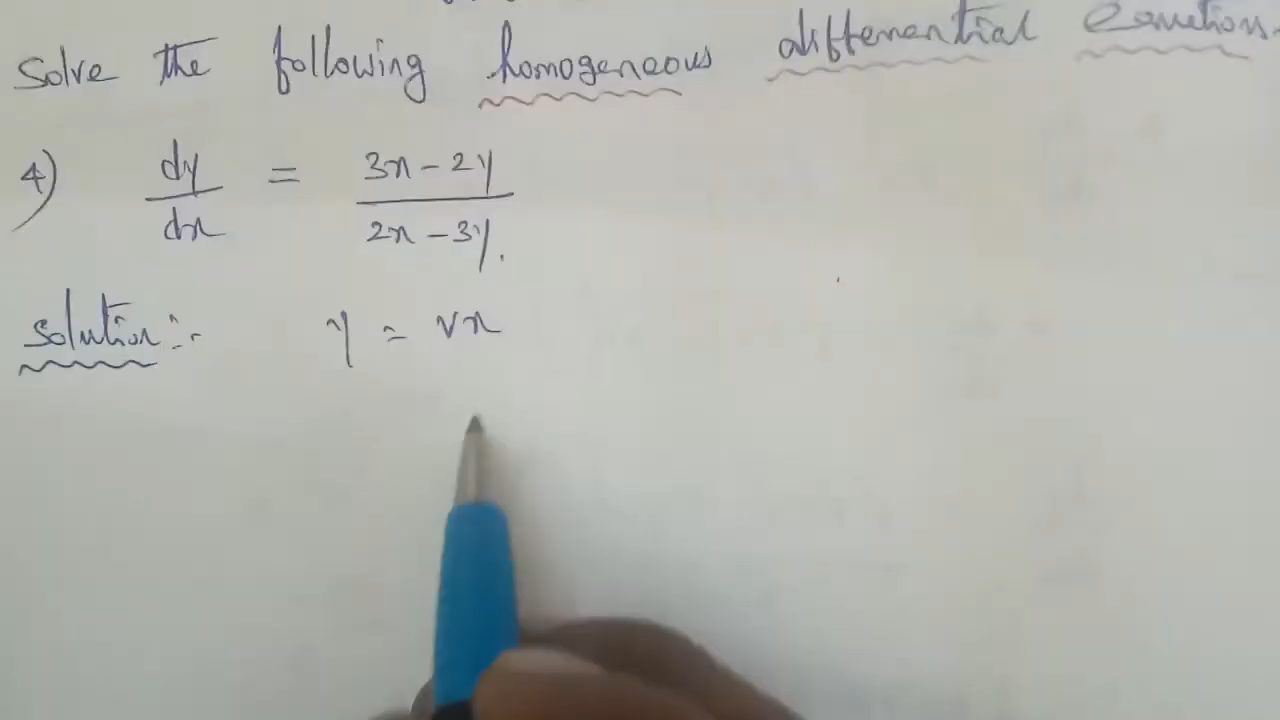 Solve the following homogeneous differential equation.
4) dy/dx = 3x - 2y / 2x - 3y.
Solution:- y = vx